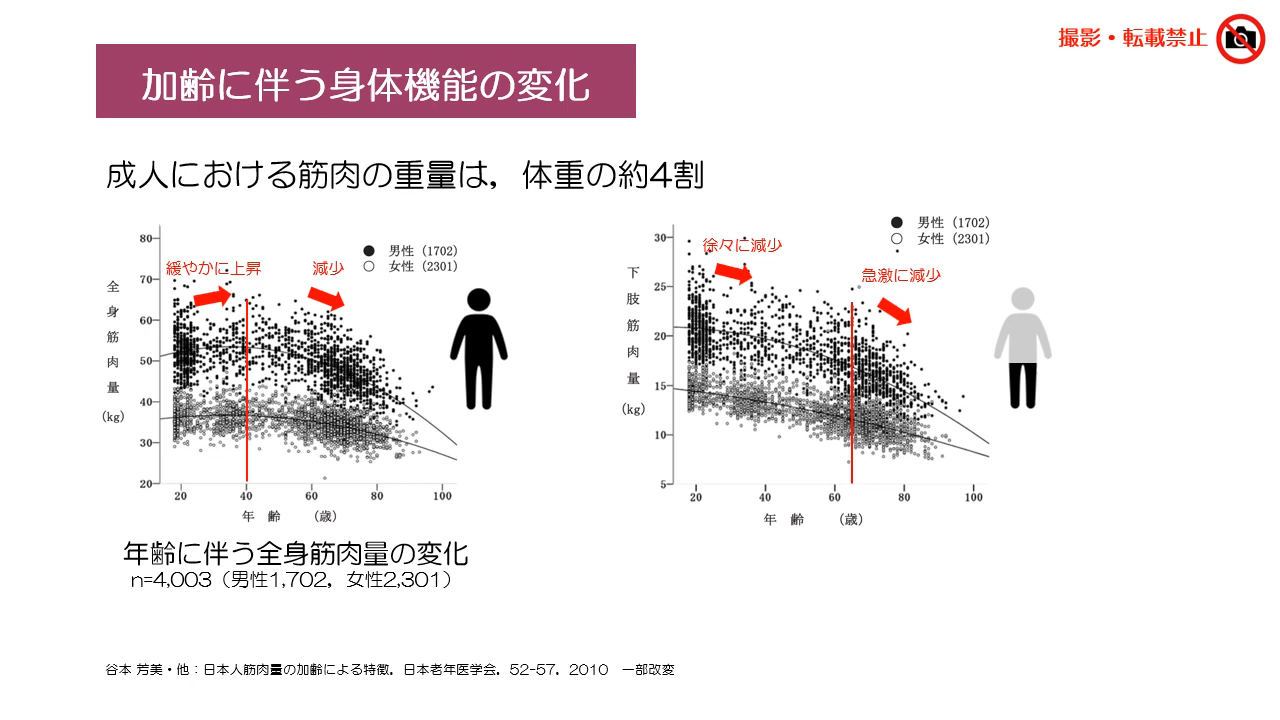 撮影・転載禁止
加齢に伴う身体機能の変化
成人における筋肉の重量は，体重の約4割
80
70
60
50
40
30
20
全身筋肉量(kg)
緩やかに上昇
減少
男性（1702）
女性（2301）
20 40 60 80 100
年齢 （歳）
年齢に伴う全身筋肉量の変化
n=4,003（男性1,702，女性2,301）
30
25
20
15
10
5
下肢筋肉量(kg)
徐々に減少
急激に減少
男性（1702）
女性（2301）
20 40 60 80 100
年齢 （歳）
谷本 芳美・他：日本人筋肉量の加齢による特徴，日本老年医学会，52-57，2010 一部改変